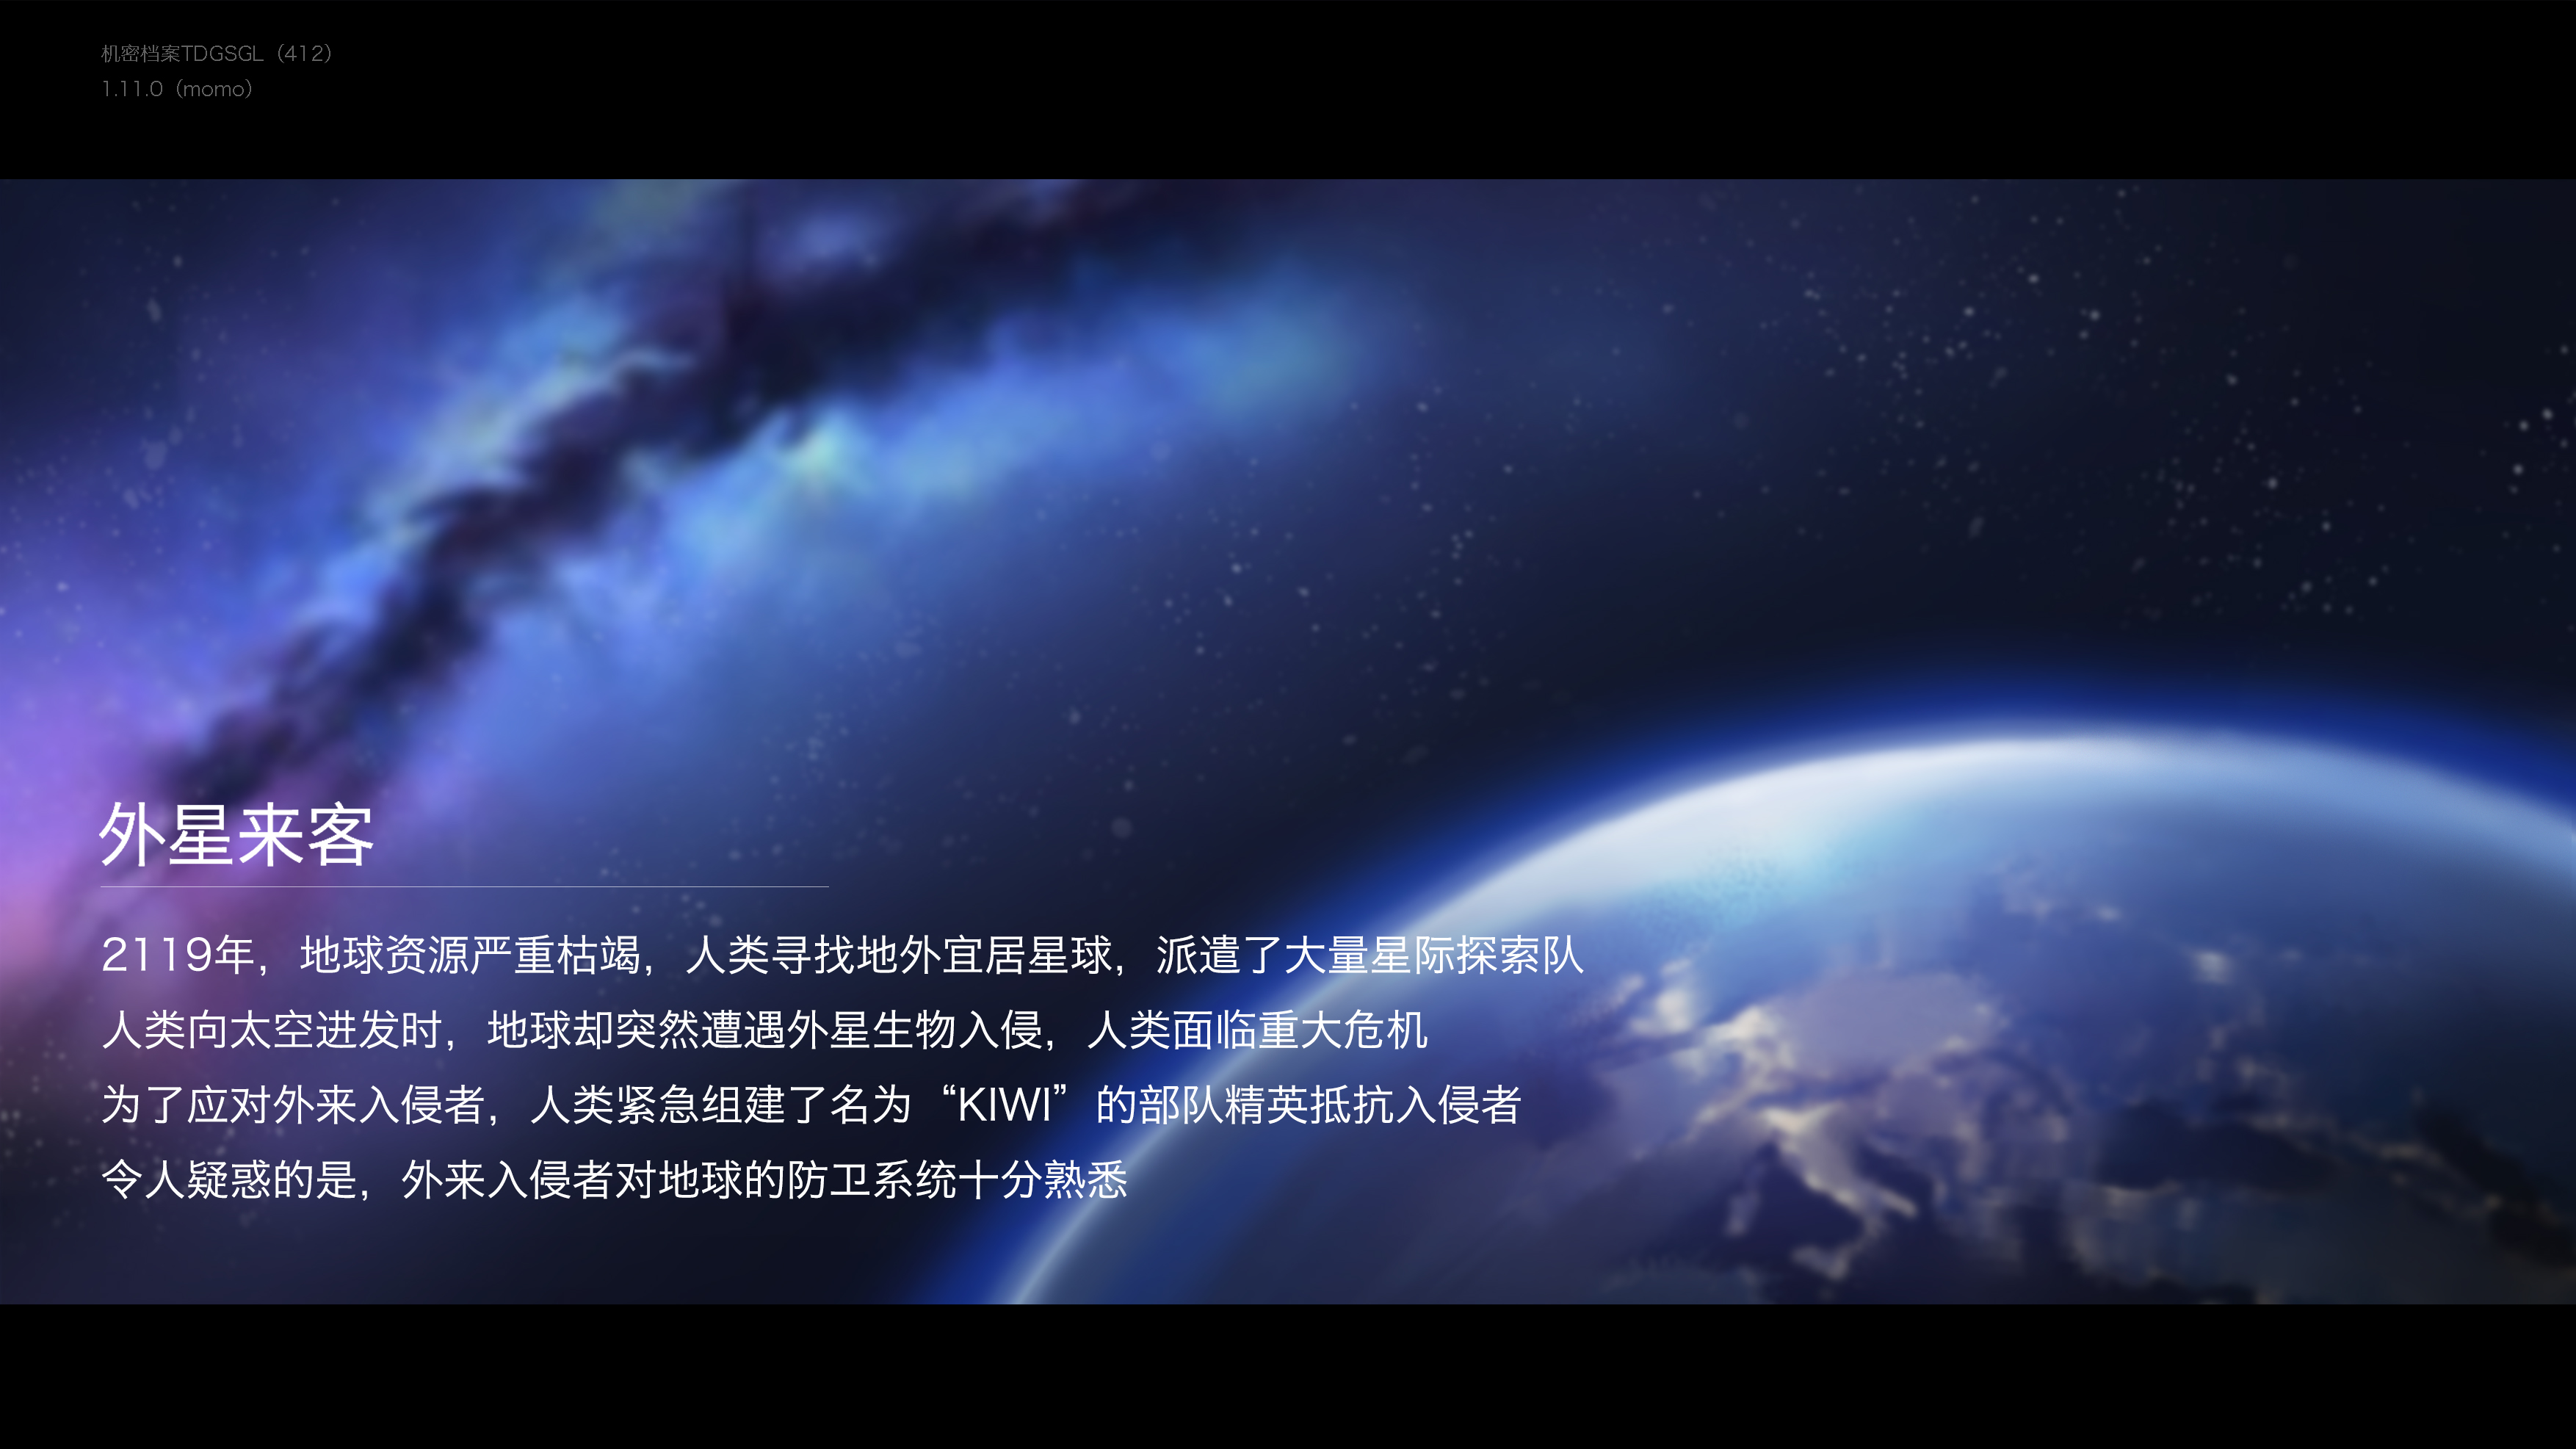 机密档案TDGSGL（412）
1.11.0（momo）
外星来客
2119年，地球资源严重枯竭，人类寻找地外宜居星球，派遣了大量星际探索队
人类向太空进发时，地球却突然遭遇外星生物入侵，人类面临重大危机
为了应对外来入侵者，人类紧急组建了名为“KIWI”的部队精英抵抗入侵者
令人疑惑的是，外来入侵者对地球的防卫系统十分熟悉